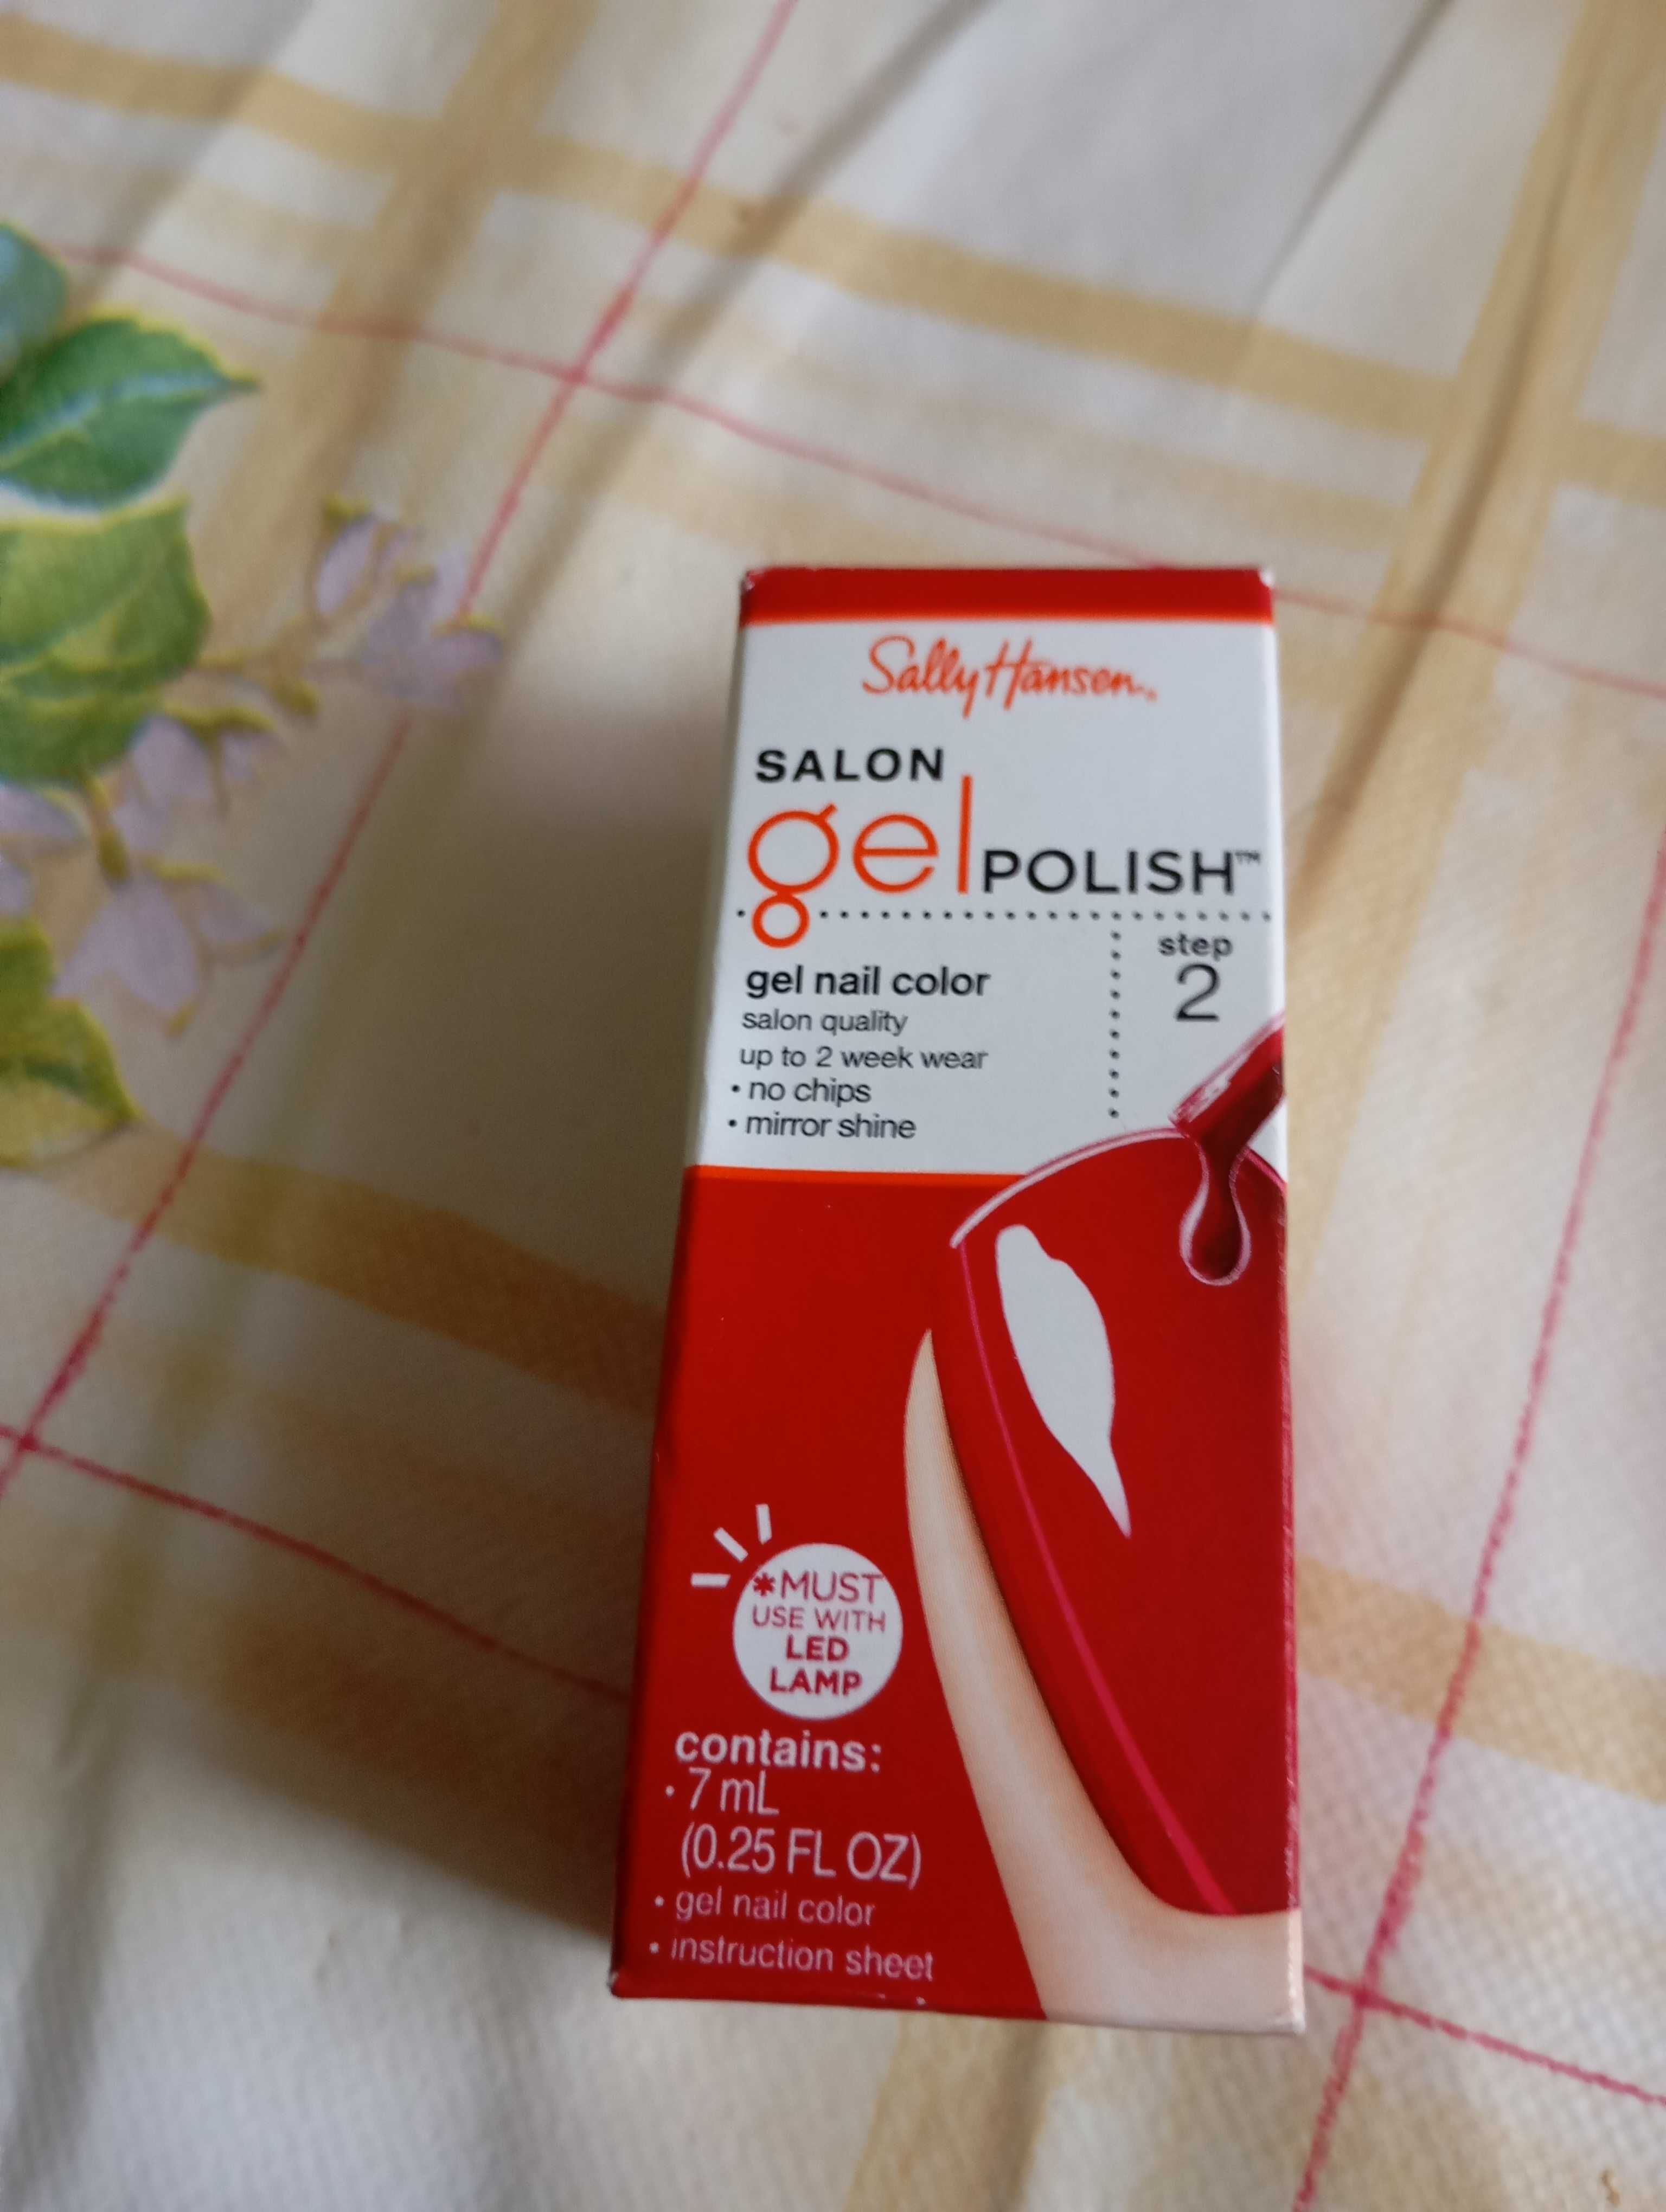 Sally Hansen®
SALON
gel POLISH™
step
2
gel nail color
salon quality
up to 2 week wear
• no chips
• mirror shine
*MUST
USE WITH
LED
LAMP
contains:
• 7 mL
(0.25 FL OZ)
• gel nail color
• instruction sheet